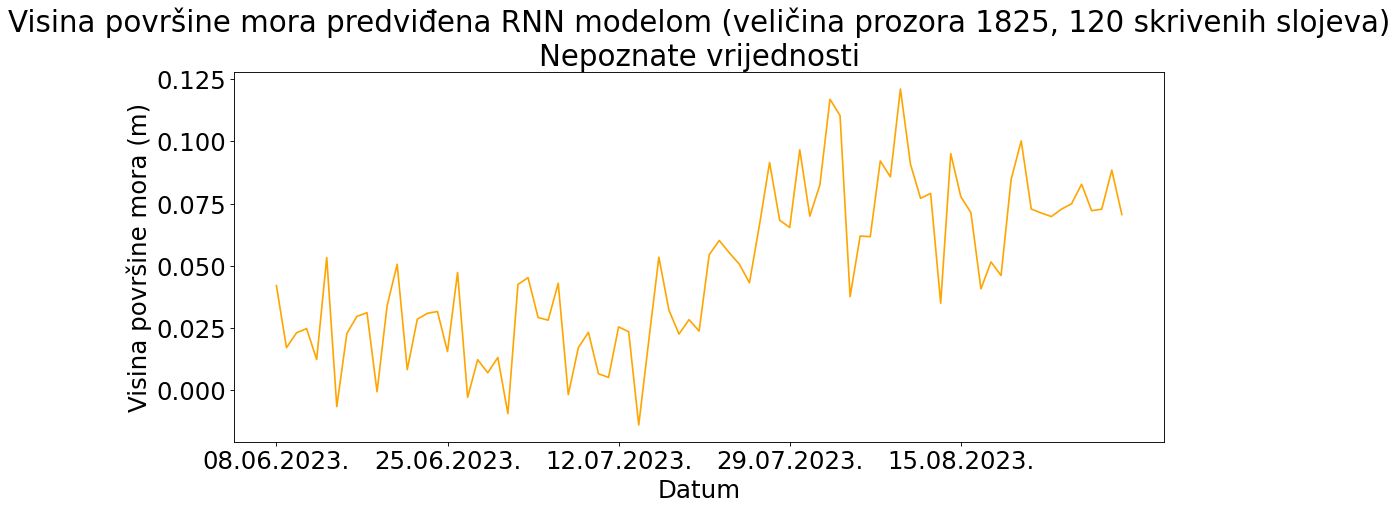 Visina površine mora predviđena RNN modelom (veličina prozora 1825, 120 skrivenih slojeva)
Nepoznate vrijednosti
Visina površine mora (m)
0.125
0.100
0.075
0.050
0.025
0.000
08.06.2023.
25.06.2023.
12.07.2023.
29.07.2023.
15.08.2023.
Datum